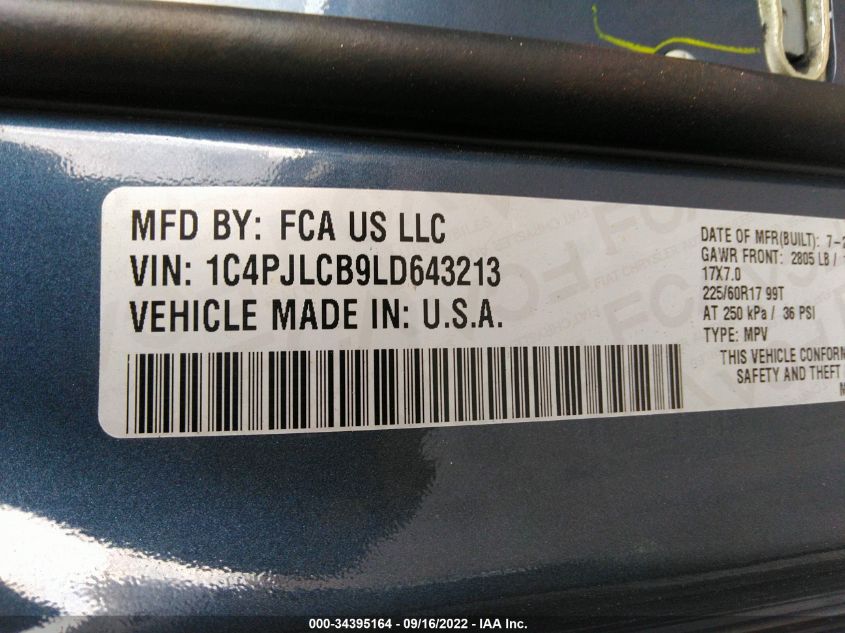 MFD BY: FCA US LLC
VIN: 1C4PJLCB9LD643213
VEHICLE MADE IN: U.S.A.
DATE OF MFR(BUILT): 7-2
GAWR FRONT: 2805 LB /
17X7.0
225/60R17 99T
AT 250 kPa / 36 PSI
TYPE: MPV
THIS VEHICLE CONFORM
SAFETY AND THEFT
000-34395164 - 09/16/2022 - IAA Inc.